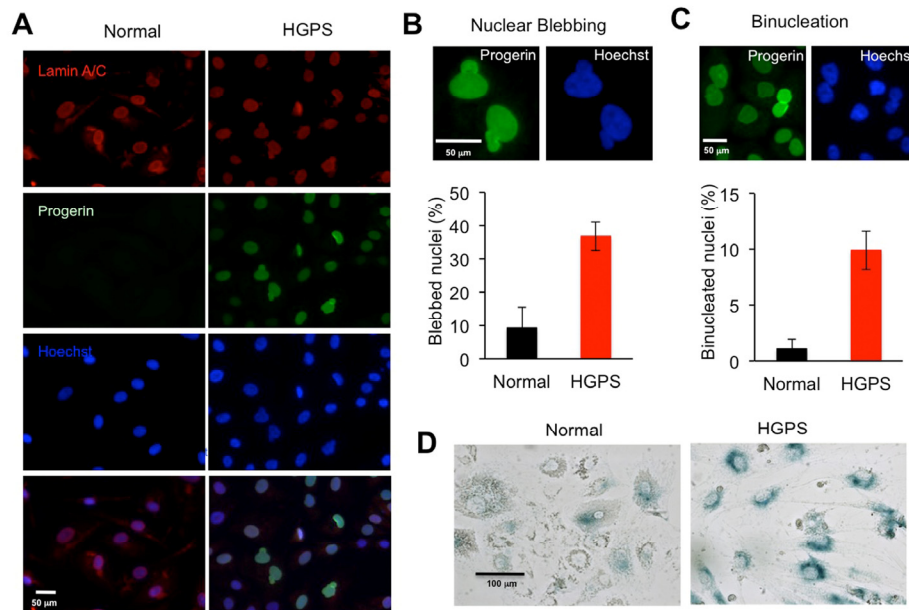 A
Normal
HGPS
Lamin A/C
Progerin
Hoechst
50 μm
B
Nuclear Blebbing
Progerin
Hoechst
50 μm
Blebbed nuclei (%)
50
40
30
20
10
0
Normal
HGPS
C
Binucleation
Progerin
Hoechst
50 μm
Binucleated nuclei (%)
15
10
5
0
Normal
HGPS
D
Normal
HGPS
100 μm